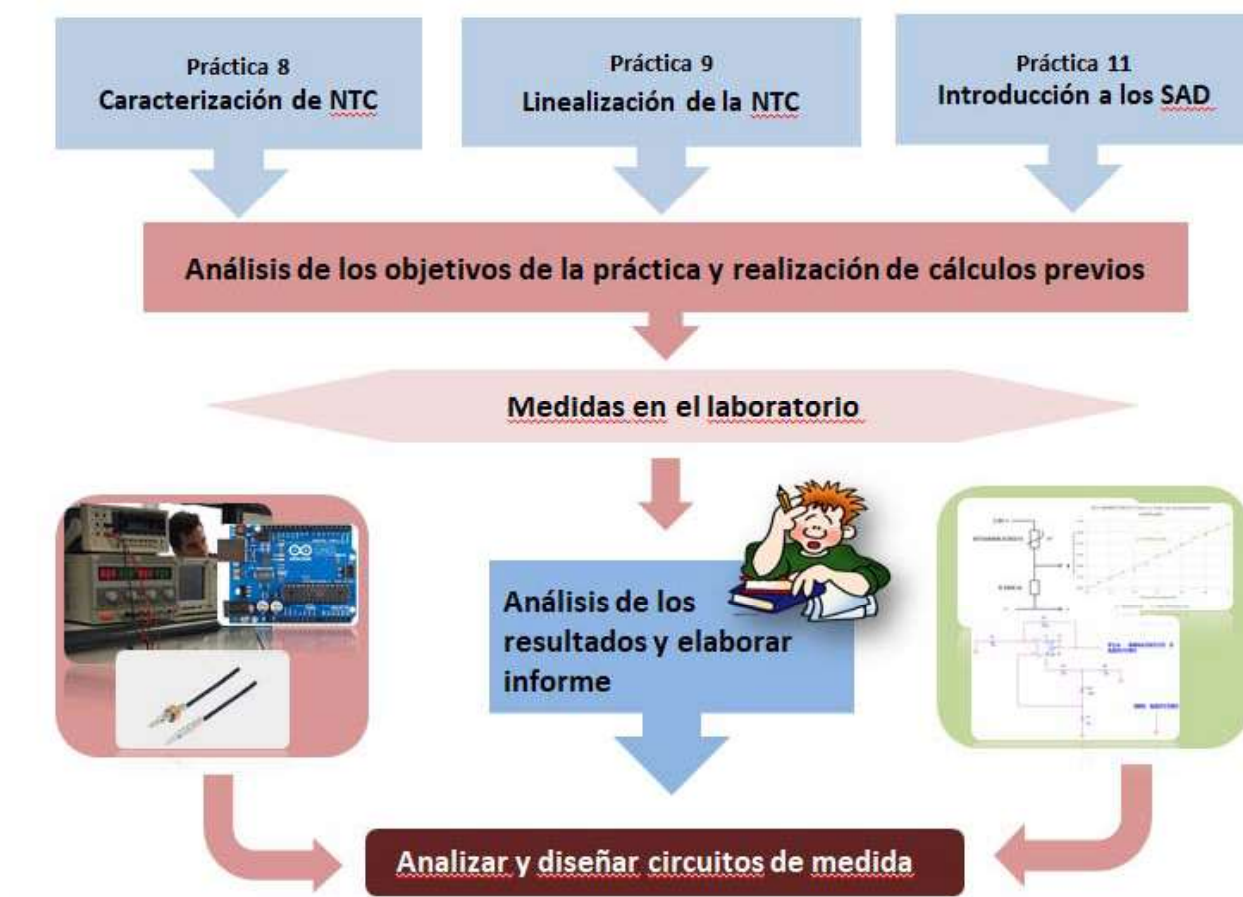 Práctica 8
Caracterización de NTC
Práctica 9
Linealización de la NTC
Práctica 11
Introducción a los SAD
Análisis de los objetivos de la práctica y realización de cálculos previos
Medidas en el laboratorio
Análisis de los
resultados y elaborar
informe
Analizar y diseñar circuitos de medida